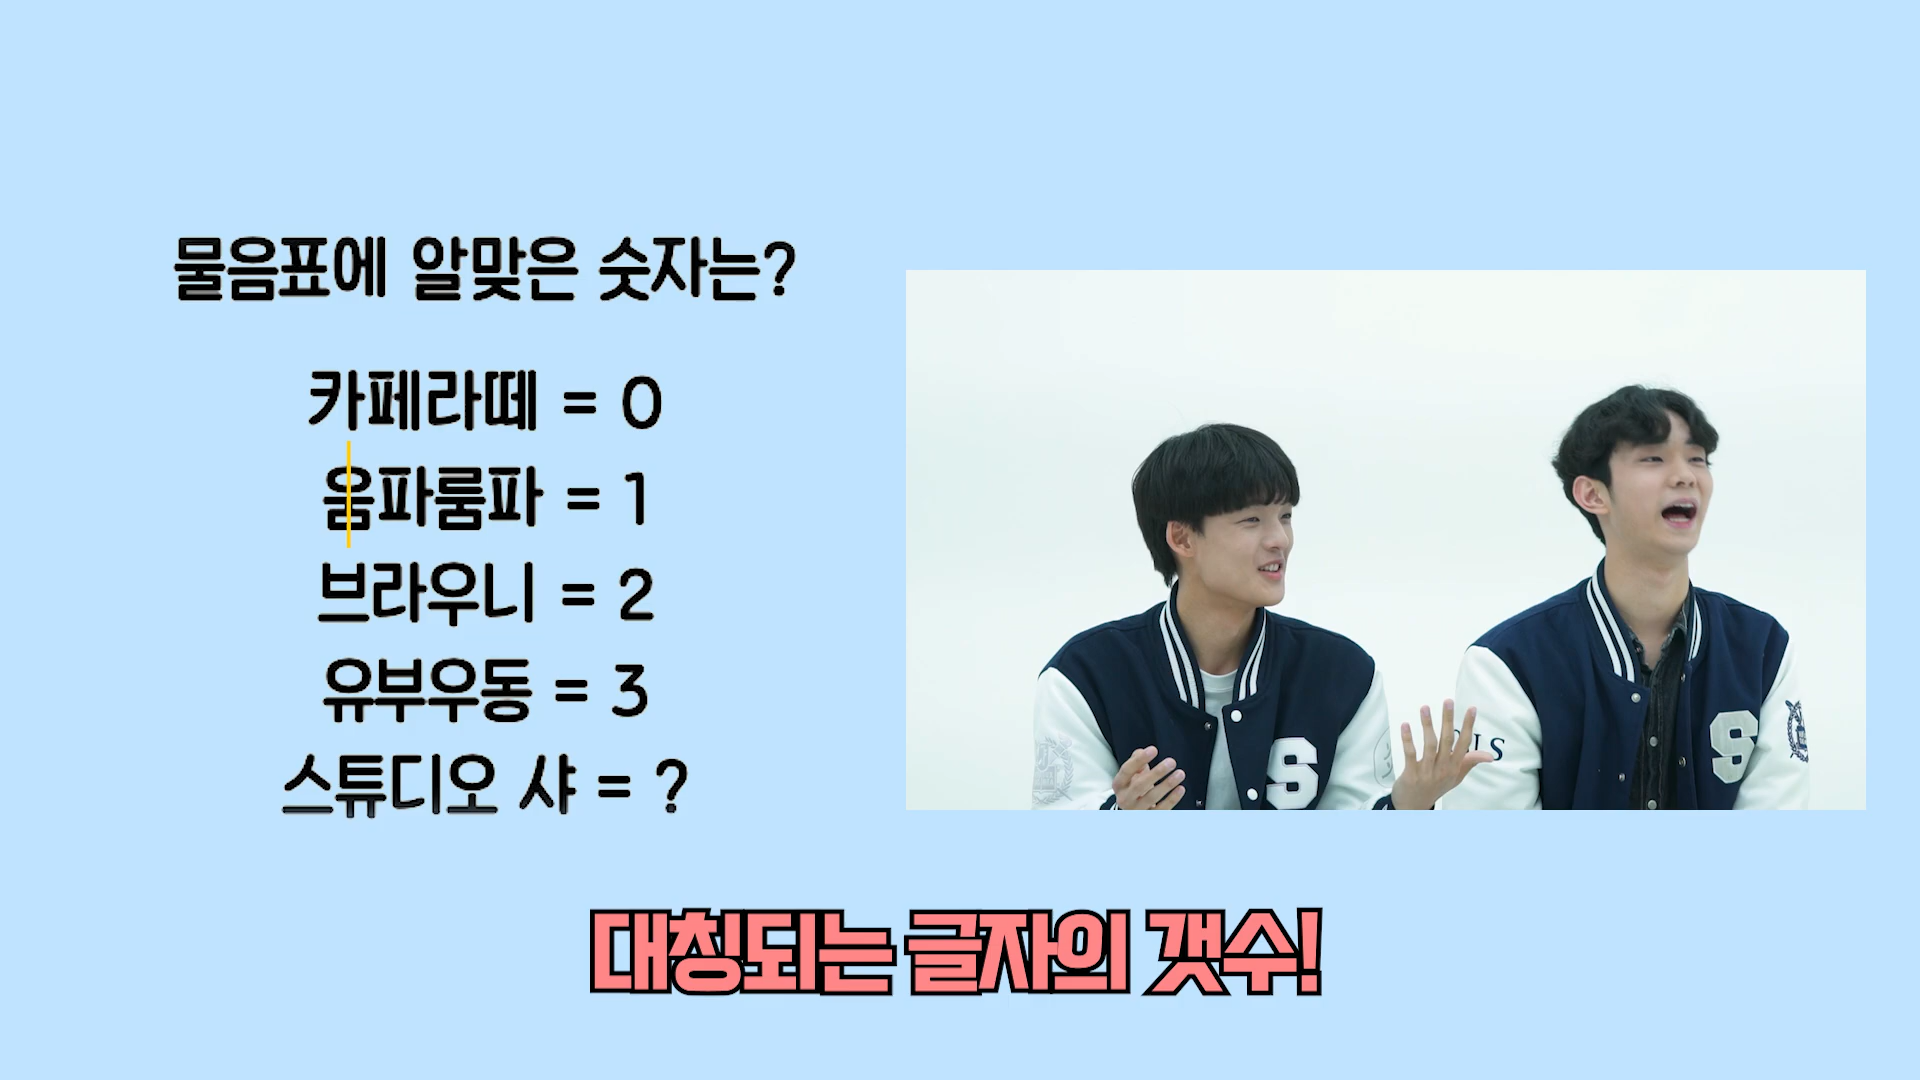 물음표에 알맞은 숫자는?
카페라떼 = 0
움파룸파 = 1
브라우니 = 2
유부우동 = 3
스튜디오 샤 = ?
S
S
대칭되는 글자의 갯수!